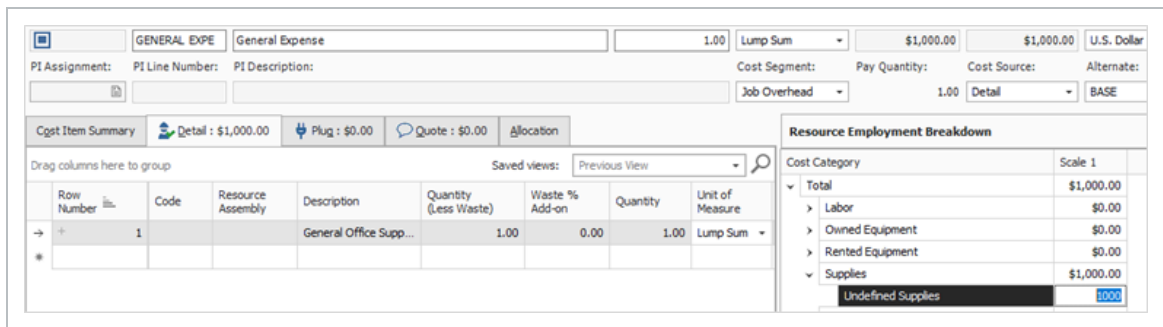 GENERAL EXPE General Expense 1.00 Lump Sum $1,000.00 $1,000.00 U.S. Dollar
PI Assignment: PI Line Number: PI Description: Cost Segment: Pay Quantity: Cost Source: Alternate:
Job Overhead 1.00 Detail BASE
Cost Item Summary Detail : $1,000.00 Plug : $0.00 Quote : $0.00 Allocation
Resource Employment Breakdown
Drag columns here to group Saved views: Previous View
Cost Category Scale 1
Row Number Code Resource Assembly Description Quantity (Less Waste) Waste % Add-on Quantity Unit of Measure
1 General Office Supp... 1.00 0.00 1.00 Lump Sum
Total $1,000.00
Labor $0.00
Owned Equipment $0.00
Rented Equipment $0.00
Supplies $1,000.00
Undefined Supplies 1000